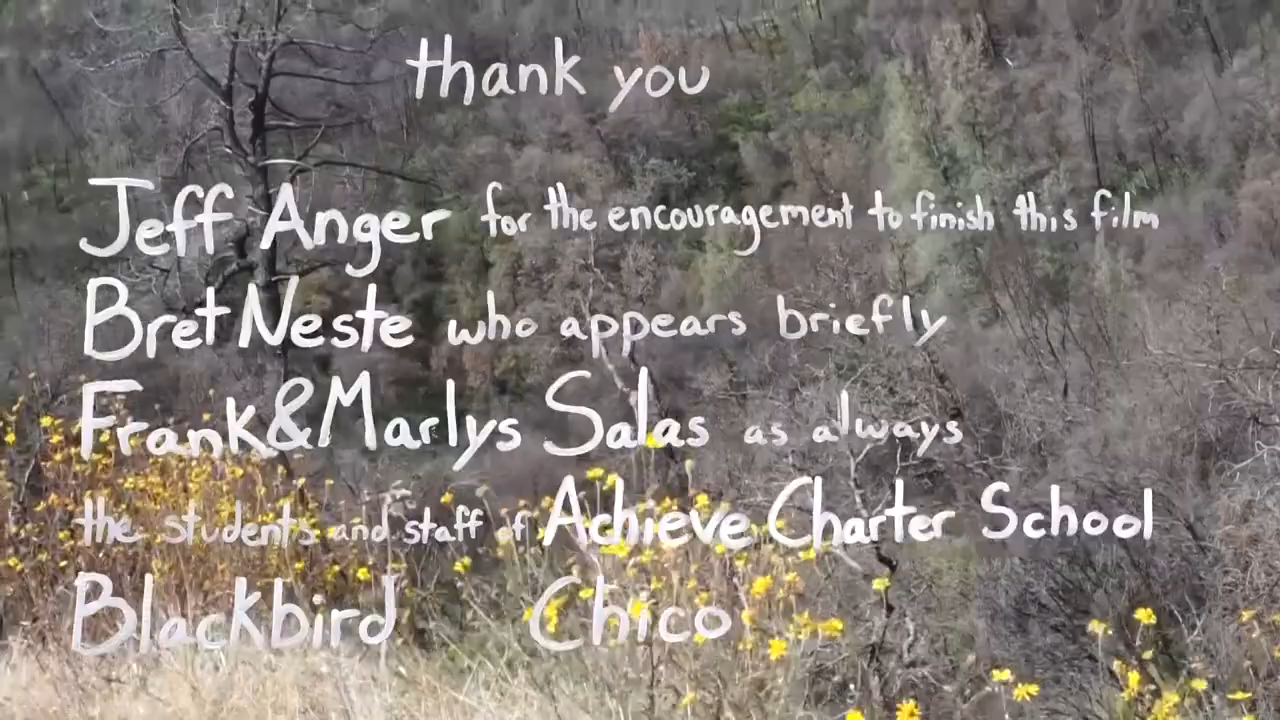 thank you
Jeff Anger for the encouragement to finish this film
Bret Neste who appears briefly
Frank & Marlys Salas as always
the students and staff of Achieve Charter School
Blackbird Chico